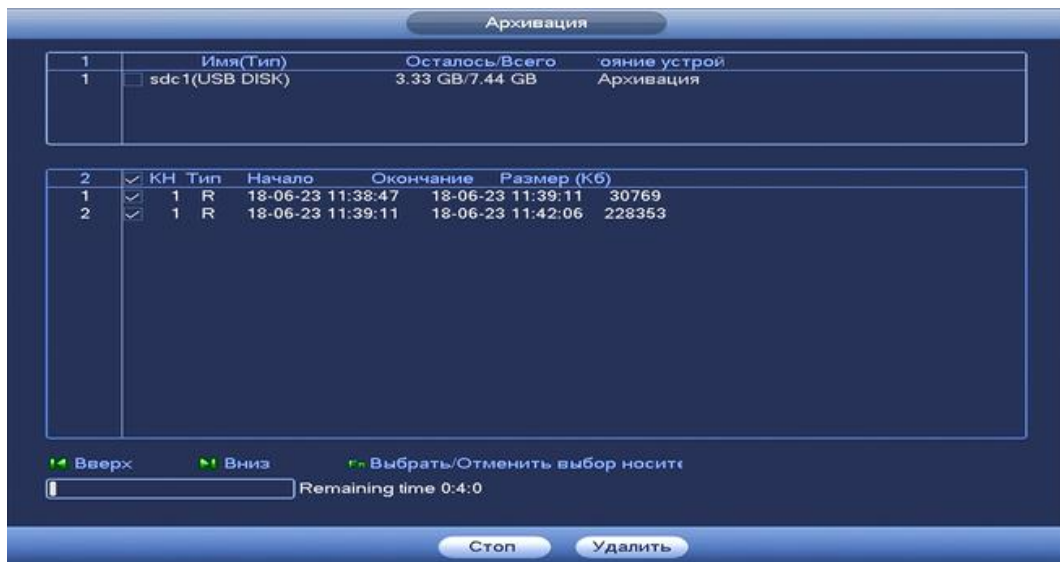 Архивация
1 Имя(Тип) Осталось/Всего ояние устрой
1 sdc1(USB DISK) 3.33 GB/7.44 GB Архивация
2 КН Тип Начало Окончание Размер (Кб)
1 1 R 18-06-23 11:38:47 18-06-23 11:39:11 30769
2 1 R 18-06-23 11:39:11 18-06-23 11:42:06 228353
Вверх Вниз Fn Выбрать/Отменить выбор носите
Remaining time 0:4:0
Стоп Удалить